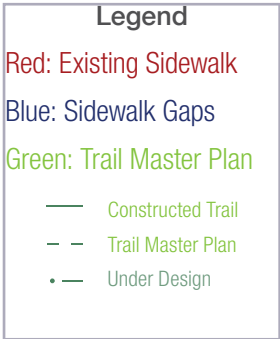 Legend
Red: Existing Sidewalk
Blue: Sidewalk Gaps
Green: Trail Master Plan
Constructed Trail
Trail Master Plan
Under Design